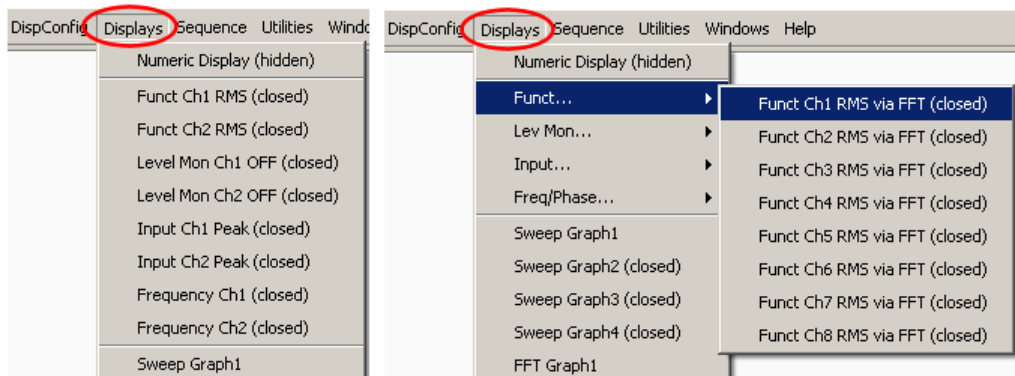 DispConfig Displays Sequence Utilities
Numeric Display (hidden)
Funct Ch1 RMS (closed)
Funct Ch2 RMS (closed)
Level Mon Ch1 OFF (closed)
Level Mon Ch2 OFF (closed)
Input Ch1 Peak (closed)
Input Ch2 Peak (closed)
Frequency Ch1 (closed)
Frequency Ch2 (closed)
Sweep Graph1
DispConfig Displays Sequence Utilities Windows Help
Numeric Display (hidden)
Funct...
Lev Mon...
Input...
Freq/Phase...
Sweep Graph1
Sweep Graph2 (closed)
Sweep Graph3 (closed)
Sweep Graph4 (closed)
FFT Graph1
Funct Ch1 RMS via FFT (closed)
Funct Ch2 RMS via FFT (closed)
Funct Ch3 RMS via FFT (closed)
Funct Ch4 RMS via FFT (closed)
Funct Ch5 RMS via FFT (closed)
Funct Ch6 RMS via FFT (closed)
Funct Ch7 RMS via FFT (closed)
Funct Ch8 RMS via FFT (closed)